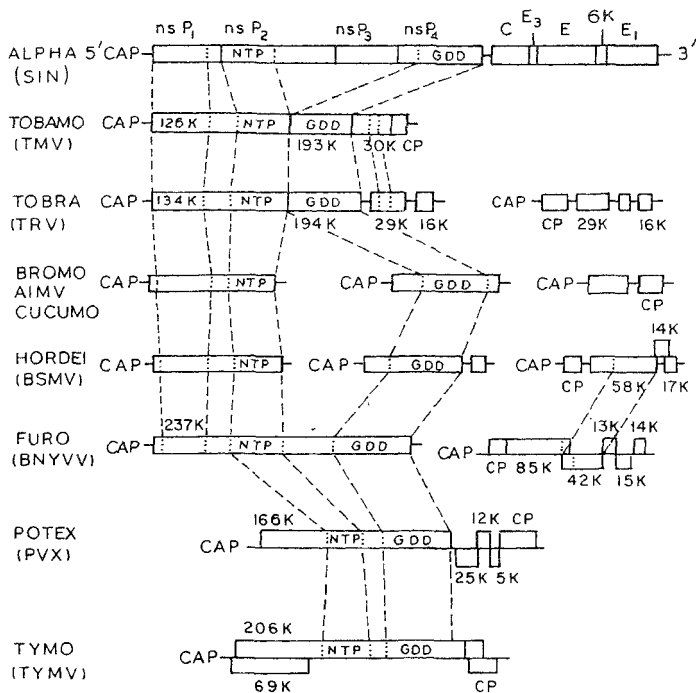 ns P1 ns P2 nsP3 nsP4 C E3 E 6K E1
ALPHA 5' CAP NTP GDD 3'
(SIN)
TOBAMO CAP 126K NTP GDD
(TMV) 193K 30K CP
TOBRA CAP 134K NTP GDD CAP
(TRV) 194K 29K 16K CP 29K 16K
BROMO
AIMV CAP NTP CAP GDD CAP
CUCUMO CP
14K
HORDEI CAP NTP CAP GDD CAP
(BSMV) CP 58K 17K
237K 13K 14K
FURO CAP NTP GDD CAP
(BNYVV) CP 85K 42K 15K
166K 12K CP
POTEX NTP GDD
(PVX) CAP
25K 5K
206K
TYMO NTP GDD
(TYMV) CAP
69K CP